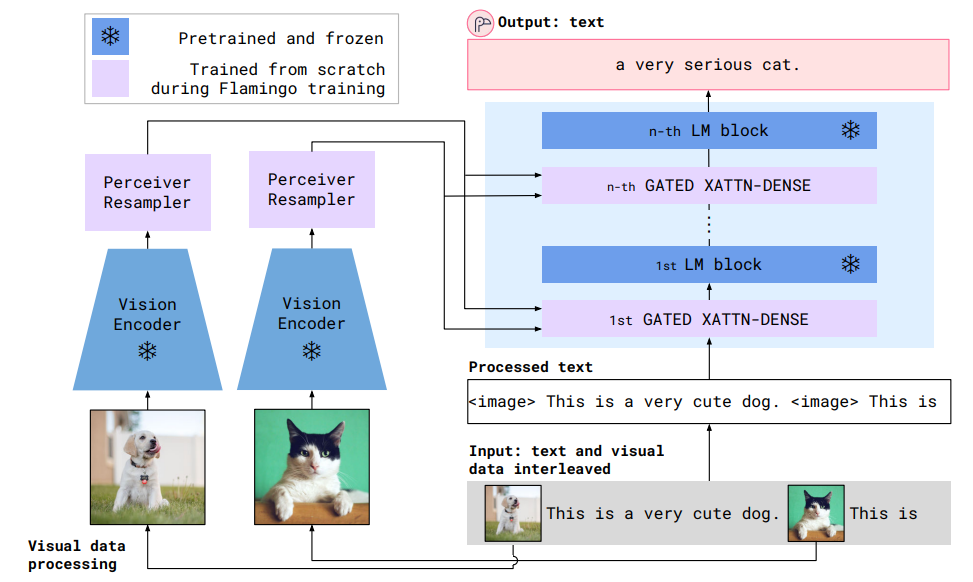 Pretrained and frozen
Trained from scratch
during Flamingo training
Output: text
a very serious cat.
n-th LM block
n-th GATED XATTN-DENSE
1st LM block
1st GATED XATTN-DENSE
Perceiver
Resampler
Perceiver
Resampler
Vision
Encoder
Vision
Encoder
Processed text
<image> This is a very cute dog. <image> This is
Input: text and visual
data interleaved
This is a very cute dog.
This is
Visual data
processing